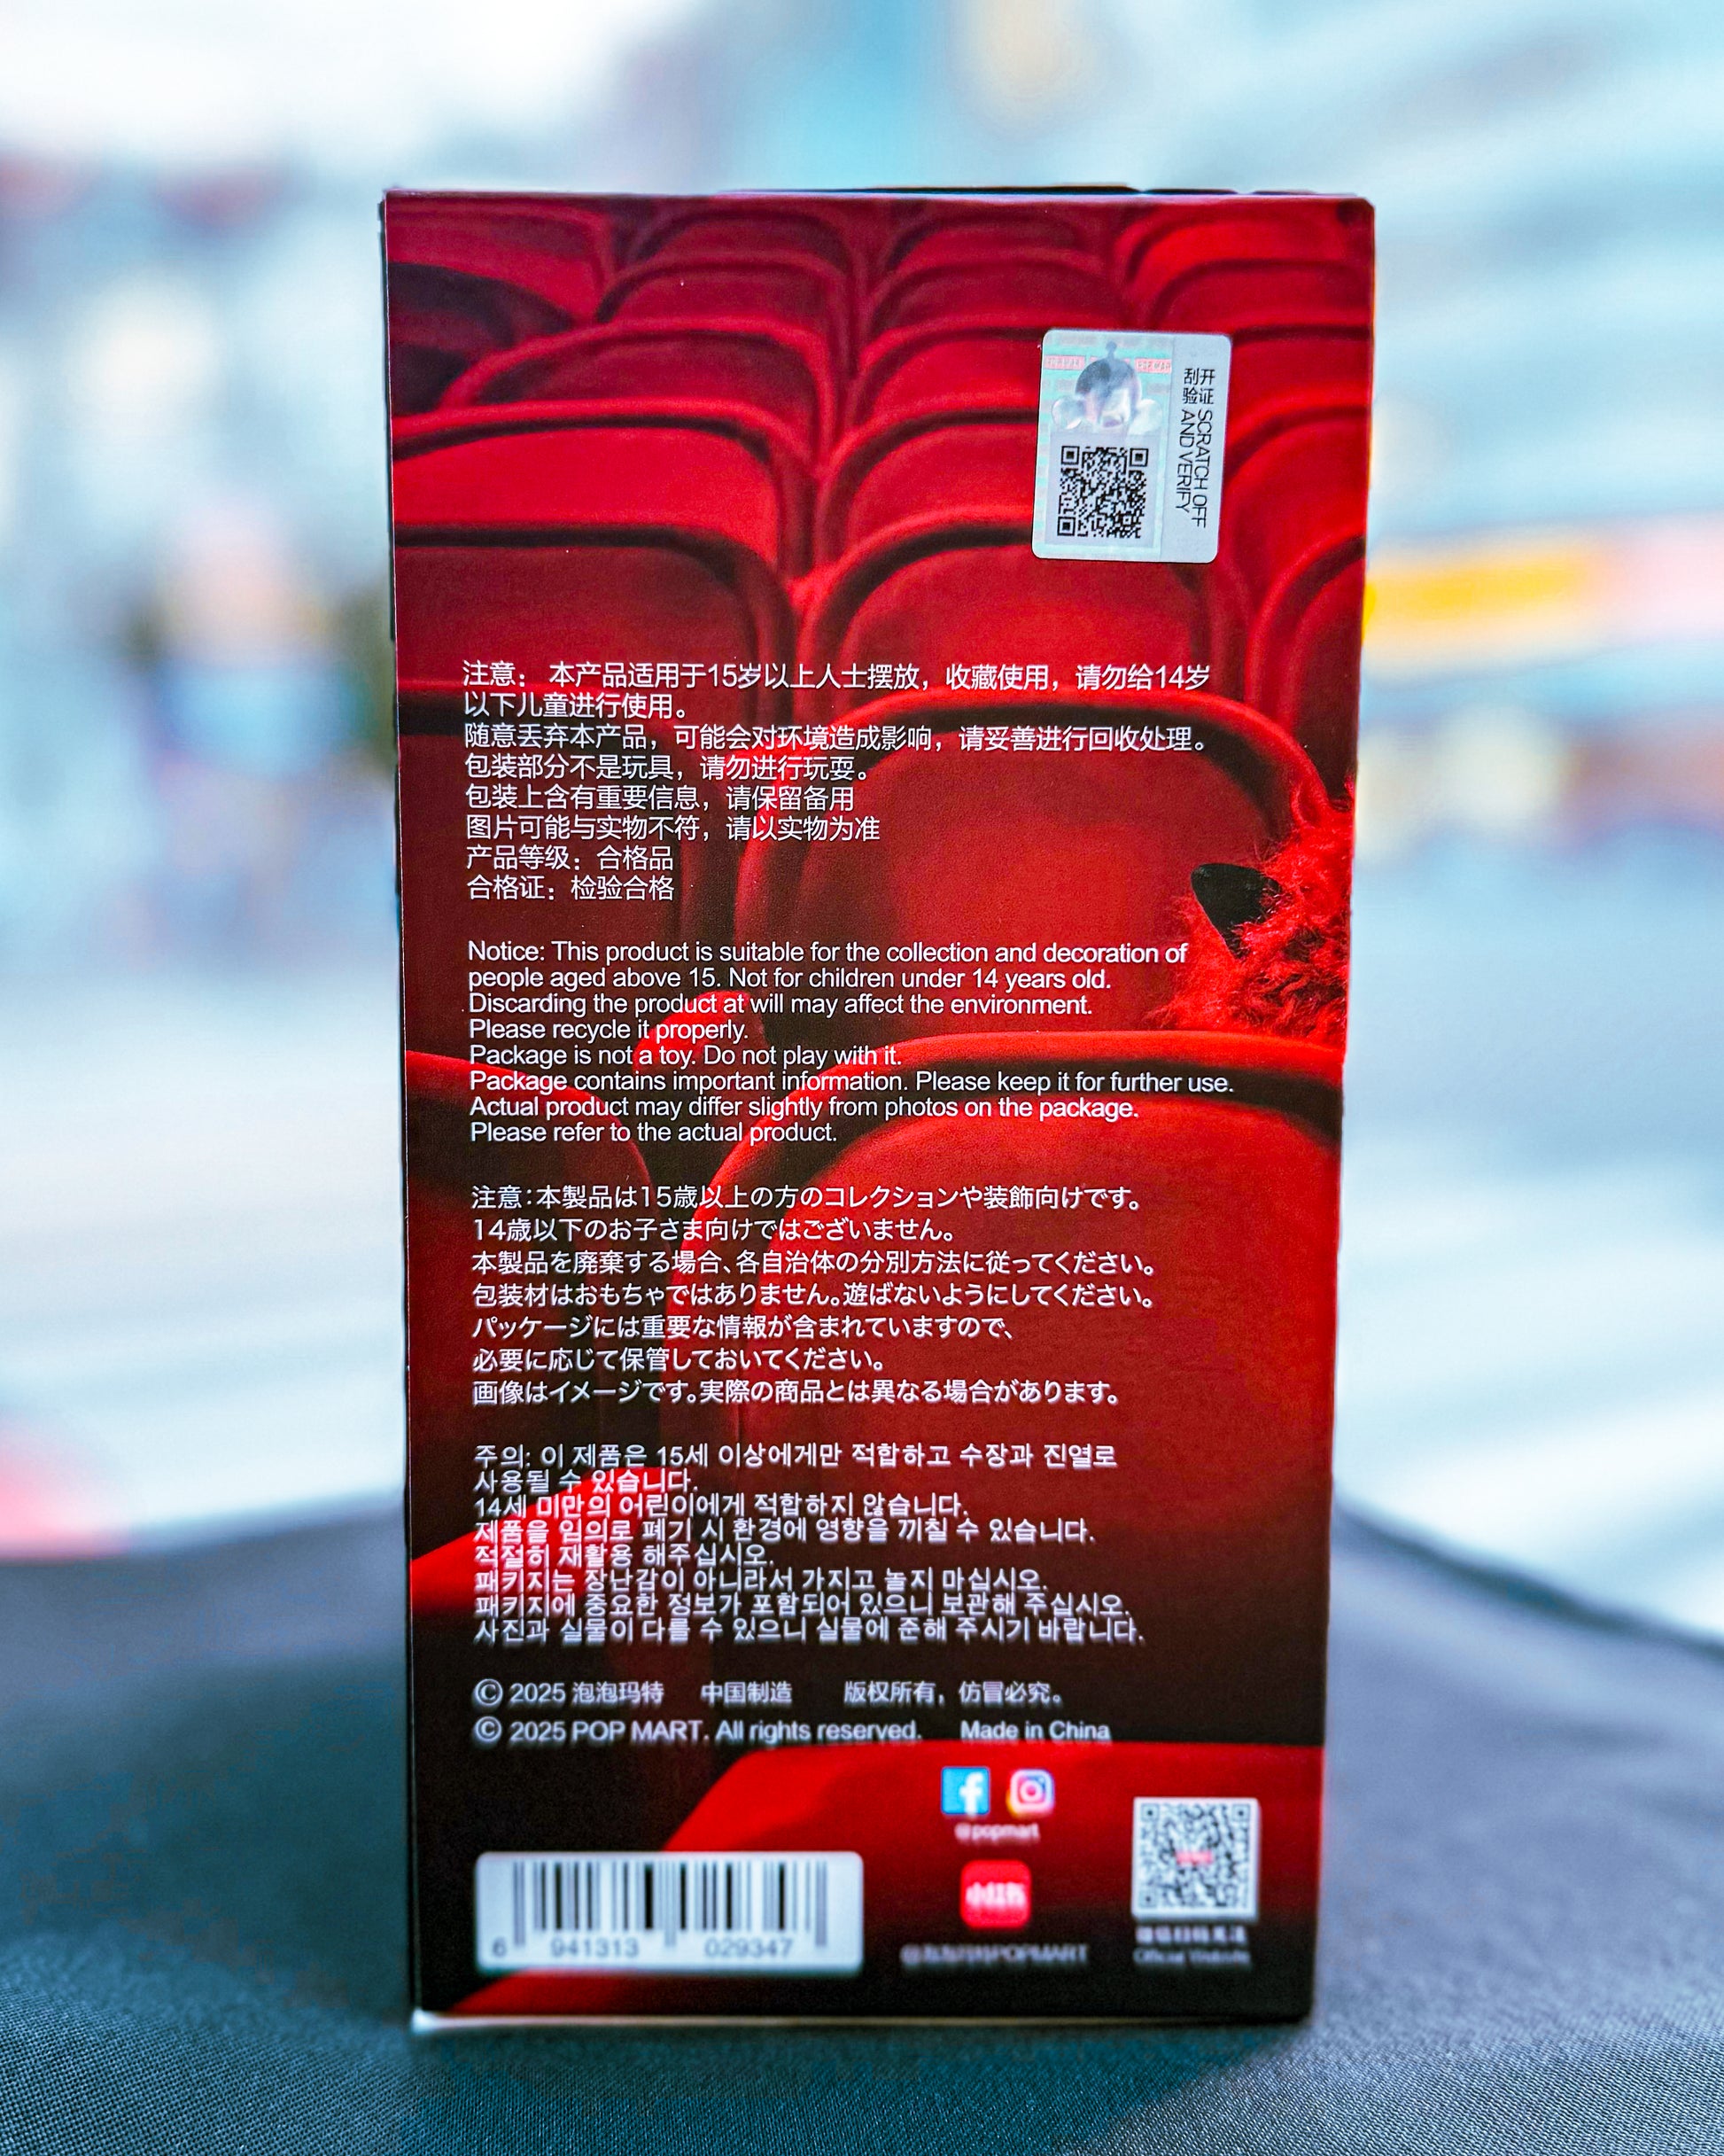 刮开
验证
SCRATCH OFF
AND VERIFY
注意： 本产品适用于15岁以上人士摆放，收藏使用，请勿给14岁
以下儿童进行使用。
随意丢弃本产品，可能会对环境造成影响，请妥善进行回收处理。
包装部分不是玩具，请勿进行玩耍。
包装上含有重要信息，请保留备用
图片可能与实物不符，请以实物为准
产品等级：合格品
合格证：检验合格
Notice: This product is suitable for the collection and decoration of
people aged above 15. Not for children under 14 years old.
Discarding the product at will may affect the environment.
Please recycle it properly.
Package is not a toy. Do not play with it.
Package contains important information. Please keep it for further use.
Actual product may differ slightly from photos on the package.
Please refer to the actual product.
注意:本製品は15歳以上の方のコレクションや装飾向けです。
14歳以下のお子さま向けではございません。
本製品を廃棄する場合、各自治体の分別方法に従ってください。
包装材はおもちゃではありません。遊ばないようにしてください。
パッケージには重要な情報が含まれていますので、
必要に応じて保管しておいてください。
画像はイメージです。実際の商品とは異なる場合があります。
주의: 이 제품은 15세 이상에게만 적합하고 수장과 진열로
사용될 수 있습니다.
14세 미만의 어린이에게 적합하지 않습니다.
제품을 임의로 폐기 시 환경에 영향을 끼칠 수 있습니다.
적절히 재활용 해주십시오.
패키지는 장난감이 아니라서 가지고 놀지 마십시오.
패키지에 중요한 정보가 포함되어 있으니 보관해 주십시오.
사진과 실물이 다를 수 있으니 실물에 준해 주시기 바랍니다.
© 2025 泡泡玛特 中国制造 版权所有，仿冒必究。
© 2025 POP MART. All rights reserved. Made in China
@popmart
小红书
6 941313 029347
@泡泡玛特POPMART
Official Website